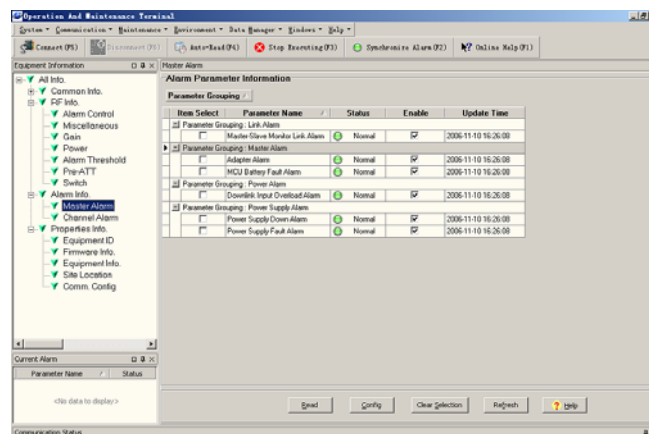 Operation And Maintenance Terminal
System Communication Maintenance Environment Data Manager Windows Help
Connect(F5) Disconnect(F5) Auto-Read(F4) Stop Executing(F3) Synchronize Alarm(F2) Online Help(F1)
Equipment Information
Master Alarm
All Info.
Common Info.
RF Info.
Alarm Control
Miscellaneous
Gain
Power
Alarm Threshold
Pre-ATT
Switch
Alarm Info.
Master Alarm
Channel Alarm
Properties Info.
Equipment ID
Firmware Info.
Equipment Info.
Site Location
Comm. Config
Alarm Parameter Information
Parameter Grouping
Item Select Parameter Name Status Enable Update Time
Parameter Grouping : Link Alarm
Master-Slave Monitor Link Alarm Normal 2006-11-10 16:26:08
Parameter Grouping : Master Alarm
Adapter Alarm Normal 2006-11-10 16:26:08
MCU Battery Fault Alarm Normal 2006-11-10 16:26:08
Parameter Grouping : Power Alarm
Downlink Input Overload Alarm Normal 2006-11-10 16:26:08
Parameter Grouping : Power Supply Alarm
Power Supply Down Alarm Normal 2006-11-10 16:26:08
Power Supply Fault Alarm Normal 2006-11-10 16:26:08
Current Alarm
Parameter Name Status
<No data to display>
Read Config Clear Selection Refresh Help
Communication Status